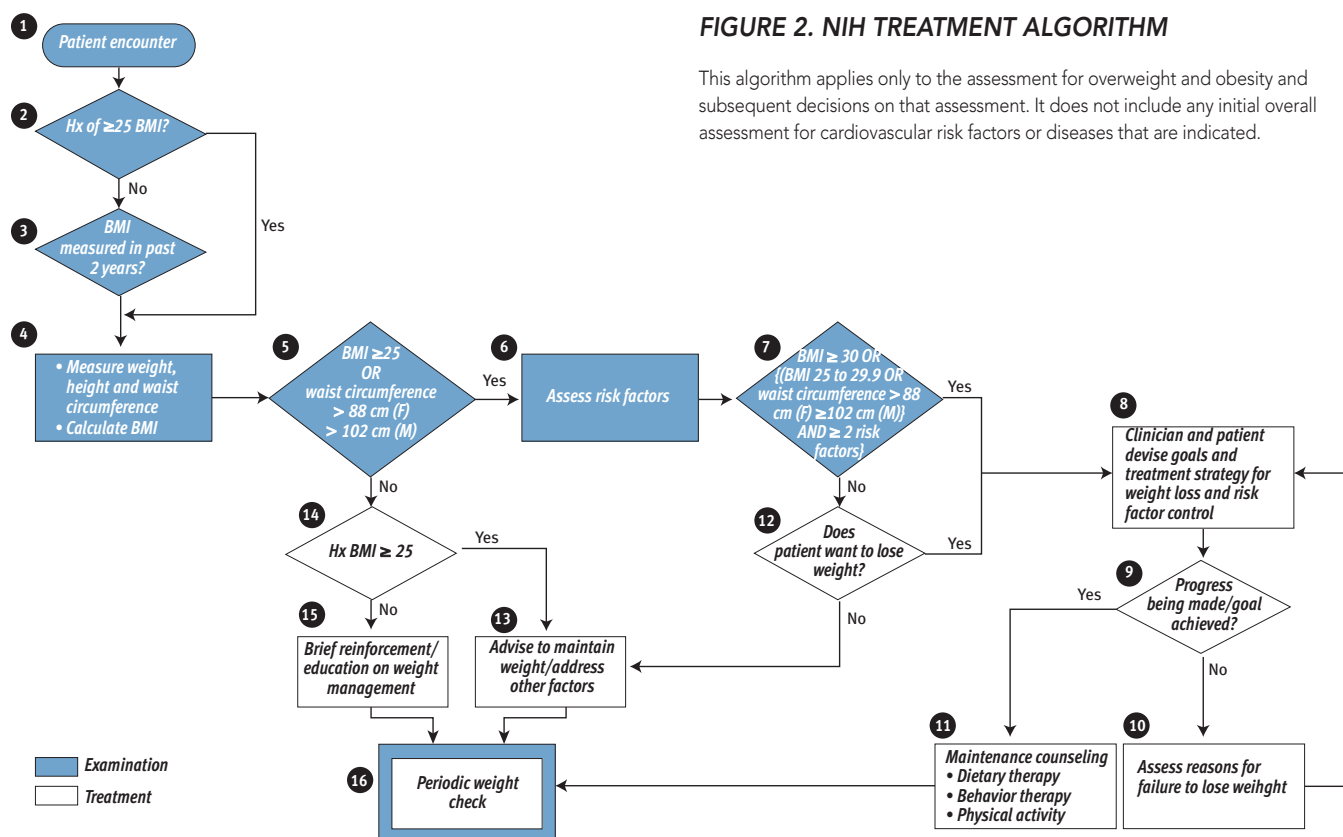 FIGURE 2. NIH TREATMENT ALGORITHM
This algorithm applies only to the assessment for overweight and obesity and
subsequent decisions on that assessment. It does not include any initial overall
assessment for cardiovascular risk factors or diseases that are indicated.
1
Patient encounter
2
Hx of ≥25 BMI?
No
Yes
3
BMI
measured in past
2 years?
4
• Measure weight,
height and waist
circumference
• Calculate BMI
5
BMI ≥25
OR
waist circumference
> 88 cm (F)
> 102 cm (M)
Yes
No
6
Assess risk factors
7
BMI ≥ 30 OR
{(BMI 25 to 29.9 OR
waist circumference > 88
cm (F) ≥102 cm (M)}
AND ≥ 2 risk
factors}
Yes
No
8
Clinician and patient
devise goals and
treatment strategy for
weight loss and risk
factor control
9
Progress
being made/goal
achieved?
Yes
No
14
Hx BMI ≥ 25
Yes
No
12
Does
patient want to lose
weight?
Yes
No
15
Brief reinforcement/
education on weight
management
13
Advise to maintain
weight/address
other factors
11
Maintenance counseling
• Dietary therapy
• Behavior therapy
• Physical activity
10
Assess reasons for
failure to lose weihght
16
Periodic weight
check
Examination
Treatment